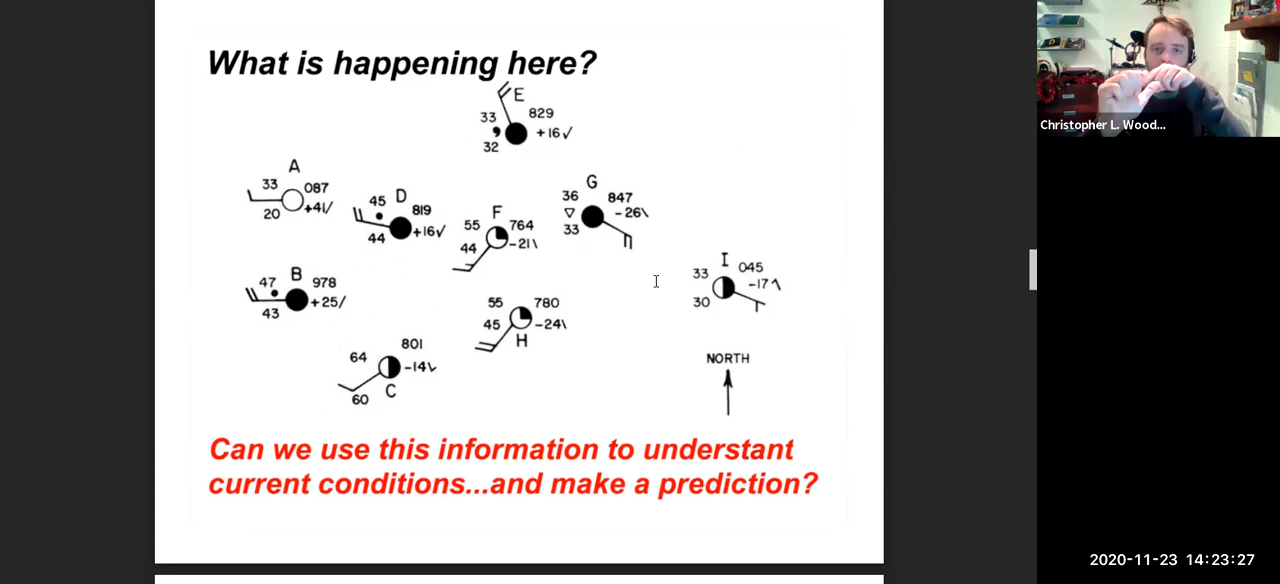 What is happening here?
E
33 829
, +16✓
32
A
33 087
20 +41/
45 D
819
44 +16✓
F
55 764
44 -21\
G
36 847
▽ -26\
33
I
33 045
-17
30
B
47 978
+25/
43
55 780
45 -24\
H
801
64
-14
60 C
NORTH
Can we use this information to understant
current conditions...and make a prediction?
Christopher L. Wood...
2020-11-23 14:23:27